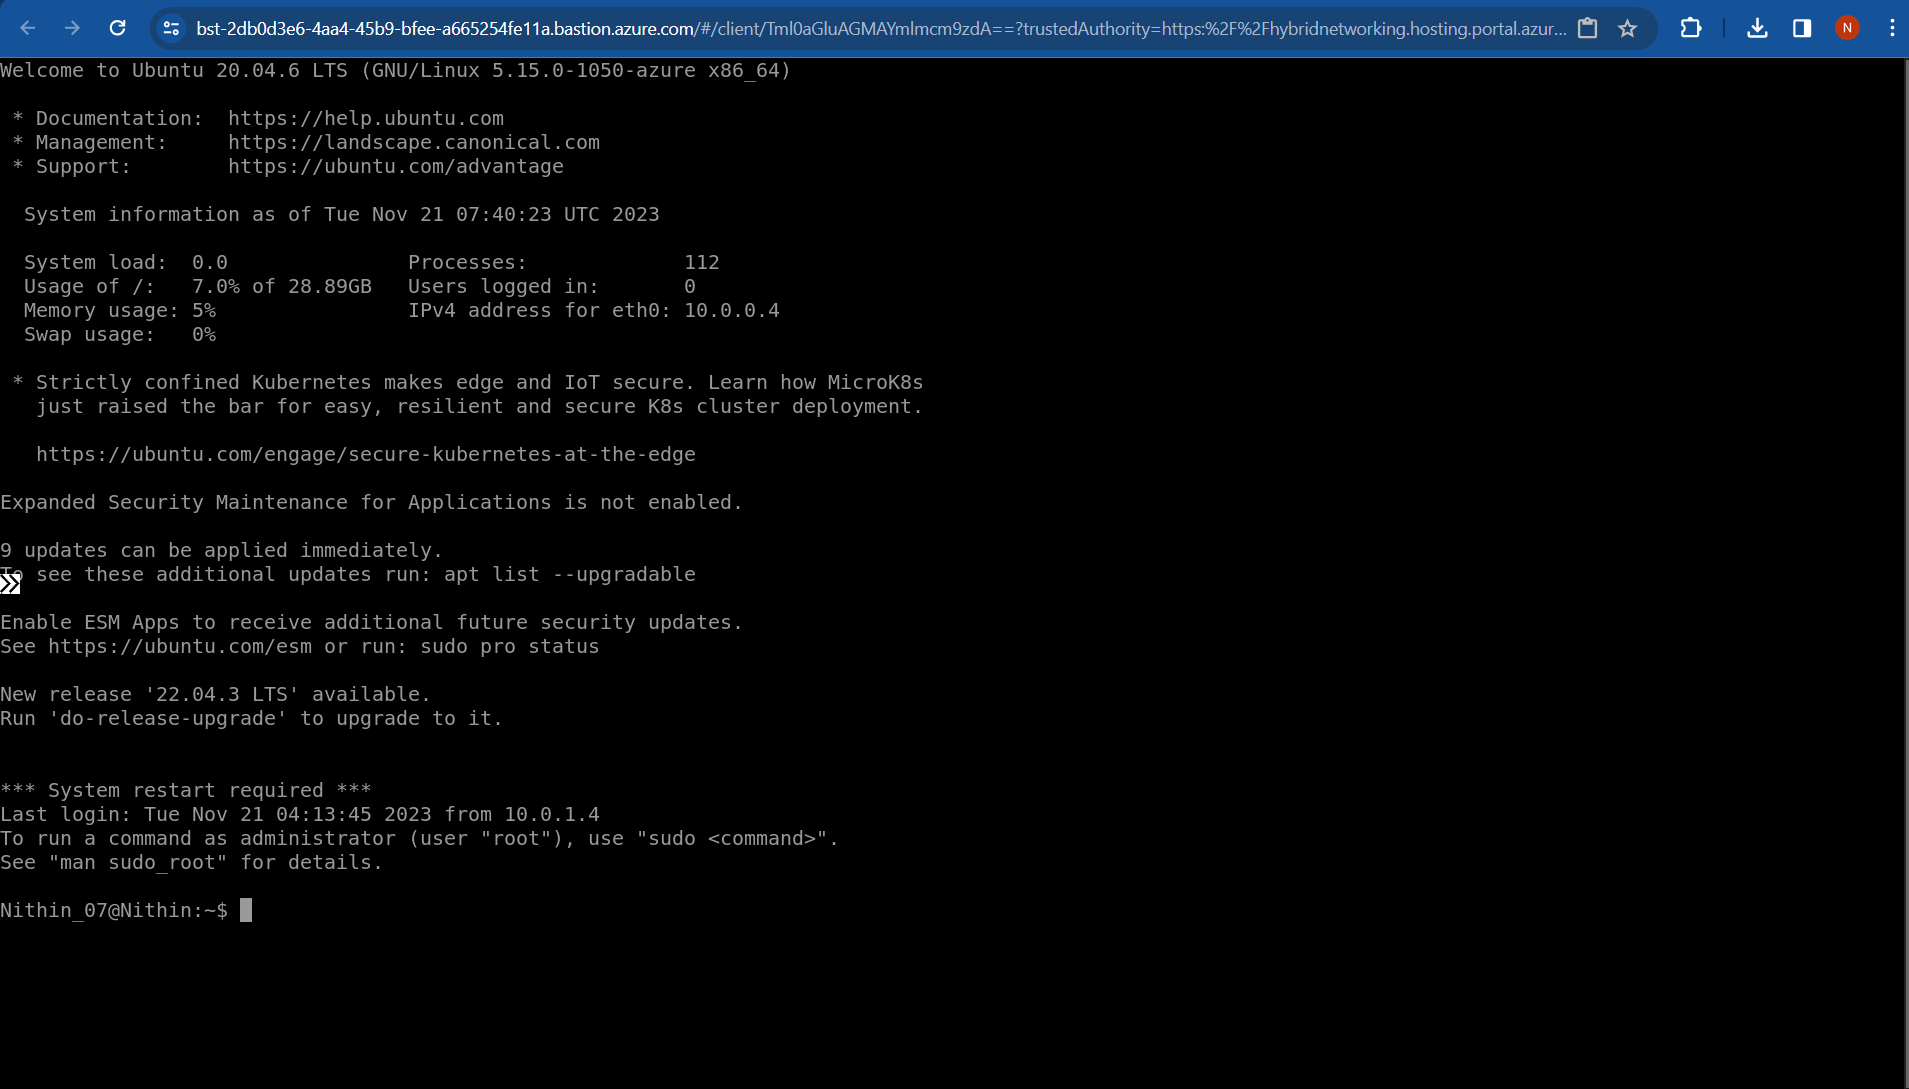 bst-2db0d3e6-4aa4-45b9-bfee-a665254fe11a.bastion.azure.com/#/client/Tml0aGluAGMAYmlmcm9zdA==?trustedAuthority=https:%2F%2Fhybridnetworking.hosting.portal.azur...
N
Welcome to Ubuntu 20.04.6 LTS (GNU/Linux 5.15.0-1050-azure x86_64)
* Documentation:  https://help.ubuntu.com
* Management:     https://landscape.canonical.com
* Support:        https://ubuntu.com/advantage
System information as of Tue Nov 21 07:40:23 UTC 2023
System load:  0.0               Processes:             112
Usage of /:   7.0% of 28.89GB   Users logged in:       0
Memory usage: 5%                IPv4 address for eth0: 10.0.0.4
Swap usage:   0%
* Strictly confined Kubernetes makes edge and IoT secure. Learn how MicroK8s
just raised the bar for easy, resilient and secure K8s cluster deployment.
https://ubuntu.com/engage/secure-kubernetes-at-the-edge
Expanded Security Maintenance for Applications is not enabled.
9 updates can be applied immediately.
To see these additional updates run: apt list --upgradable
Enable ESM Apps to receive additional future security updates.
See https://ubuntu.com/esm or run: sudo pro status
New release '22.04.3 LTS' available.
Run 'do-release-upgrade' to upgrade to it.
*** System restart required ***
Last login: Tue Nov 21 04:13:45 2023 from 10.0.1.4
To run a command as administrator (user "root"), use "sudo <command>".
See "man sudo_root" for details.
Nithin_07@Nithin:~$